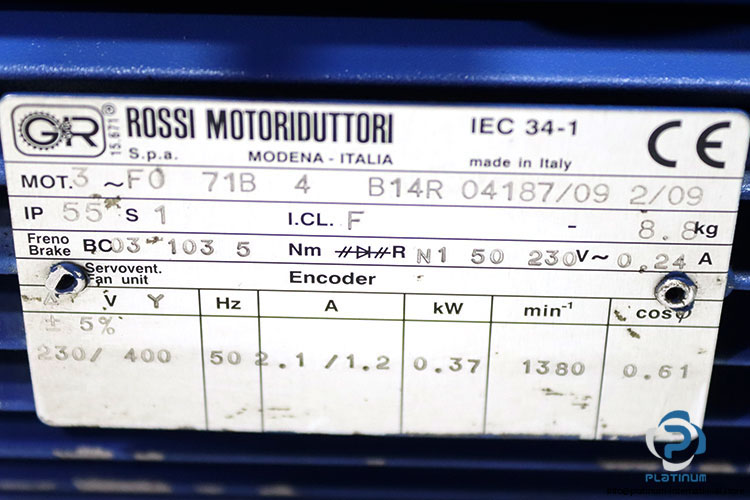 GR
15.671®
ROSSI MOTORIDUTTORI
S.p.a.
MODENA - ITALIA
IEC 34-1
made in Italy
CE
MOT. 3 ~ F0 71B 4 B14R 04187/09 2/09
IP 55 S 1 I.CL. F - 8.8 kg
Freno
Brake BC03-103 5 Nm R N1 50 230 V~ 0,24 A
Servovent.
Fan unit
Encoder
Δ V Y Hz A kW min⁻¹ cosφ
± 5%
230/ 400 50 2.1 /1.2 0.37 1380 0.61
PLATINUM